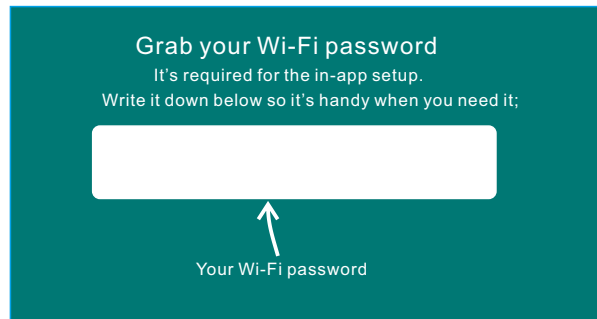 Grab your Wi-Fi password
It's required for the in-app setup.
Write it down below so it's handy when you need it;
Your Wi-Fi password